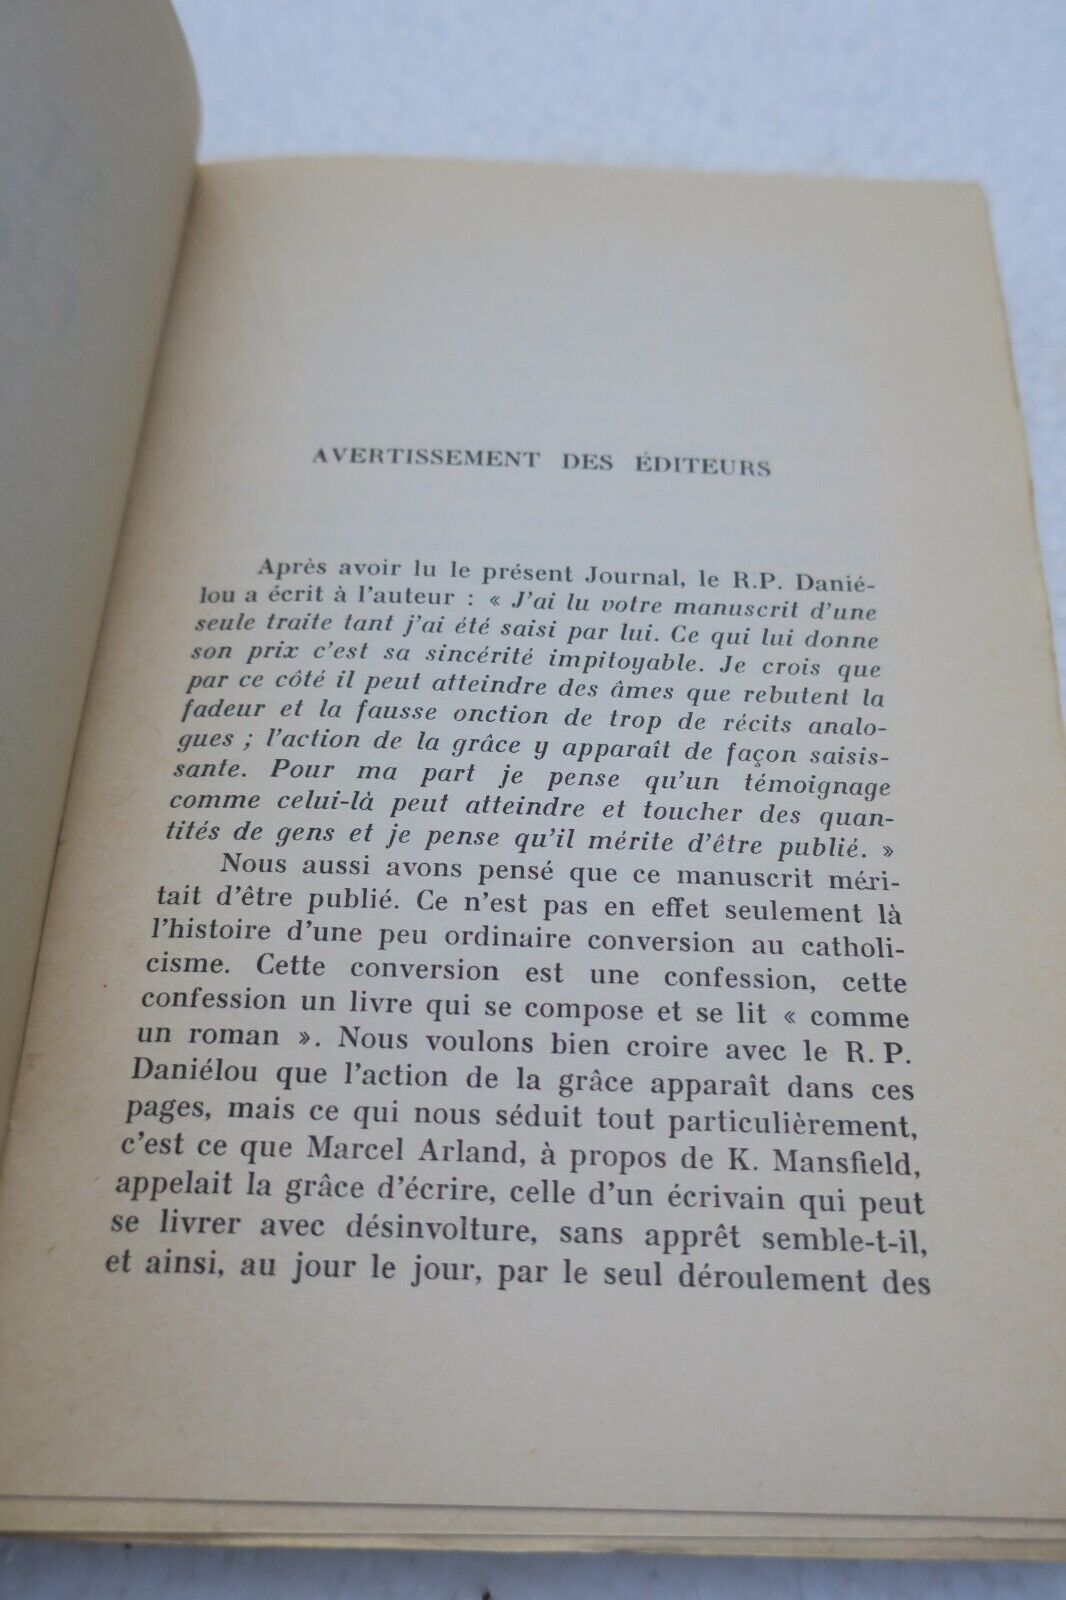 AVERTISSEMENT DES ÉDITEURS
Après avoir lu le présent Journal, le R.P. Danié-
lou a écrit à l'auteur : « J'ai lu votre manuscrit d'une
seule traite tant j'ai été saisi par lui. Ce qui lui donne
son prix c'est sa sincérité impitoyable. Je crois que
par ce côté il peut atteindre des âmes que rebutent la
fadeur et la fausse onction de trop de récits analo-
gues ; l'action de la grâce y apparaît de façon saisis-
sante. Pour ma part je pense qu'un témoignage
comme celui-là peut atteindre et toucher des quan-
tités de gens et je pense qu'il mérite d'être publié. »
Nous aussi avons pensé que ce manuscrit méri-
tait d'être publié. Ce n'est pas en effet seulement là
l'histoire d'une peu ordinaire conversion au catholi-
cisme. Cette conversion est une confession, cette
confession un livre qui se compose et se lit « comme
un roman ». Nous voulons bien croire avec le R. P.
Daniélou que l'action de la grâce apparaît dans ces
pages, mais ce qui nous séduit tout particulièrement,
c'est ce que Marcel Arland, à propos de K. Mansfield,
appelait la grâce d'écrire, celle d'un écrivain qui peut
se livrer avec désinvolture, sans apprêt semble-t-il,
et ainsi, au jour le jour, par le seul déroulement des